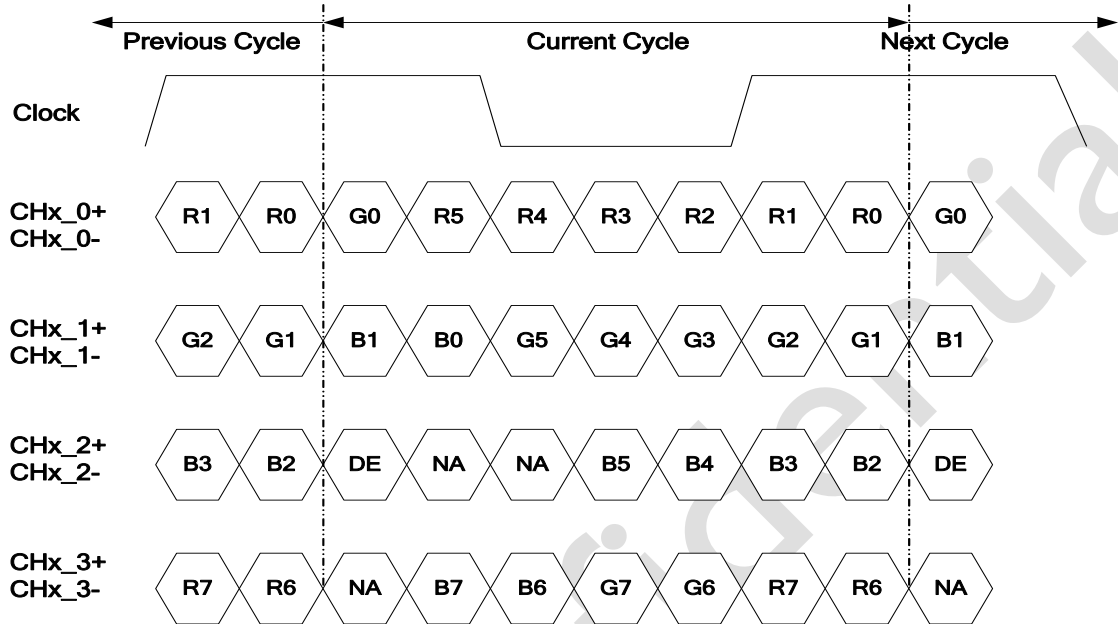 Previous Cycle Current Cycle Next Cycle
Clock
CHx_0+
CHx_0-
R1 R0 G0 R5 R4 R3 R2 R1 R0 G0
CHx_1+
CHx_1-
G2 G1 B1 B0 G5 G4 G3 G2 G1 B1
CHx_2+
CHx_2-
B3 B2 DE NA NA B5 B4 B3 B2 DE
CHx_3+
CHx_3-
R7 R6 NA B7 B6 G7 G6 R7 R6 NA
fidential